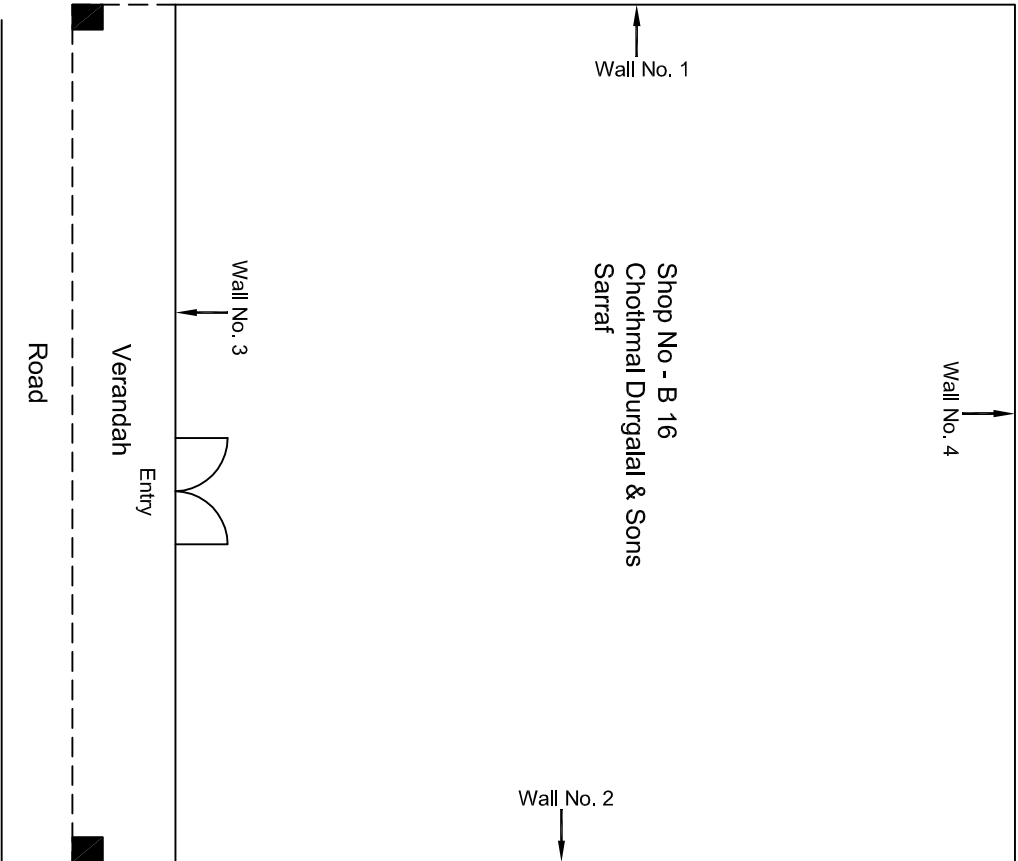 Wall No. 1
Wall No. 4
Shop No - B 16
Chothmal Durgalal & Sons
Sarraf
Wall No. 3
Entry
Verandah
Road
Wall No. 2